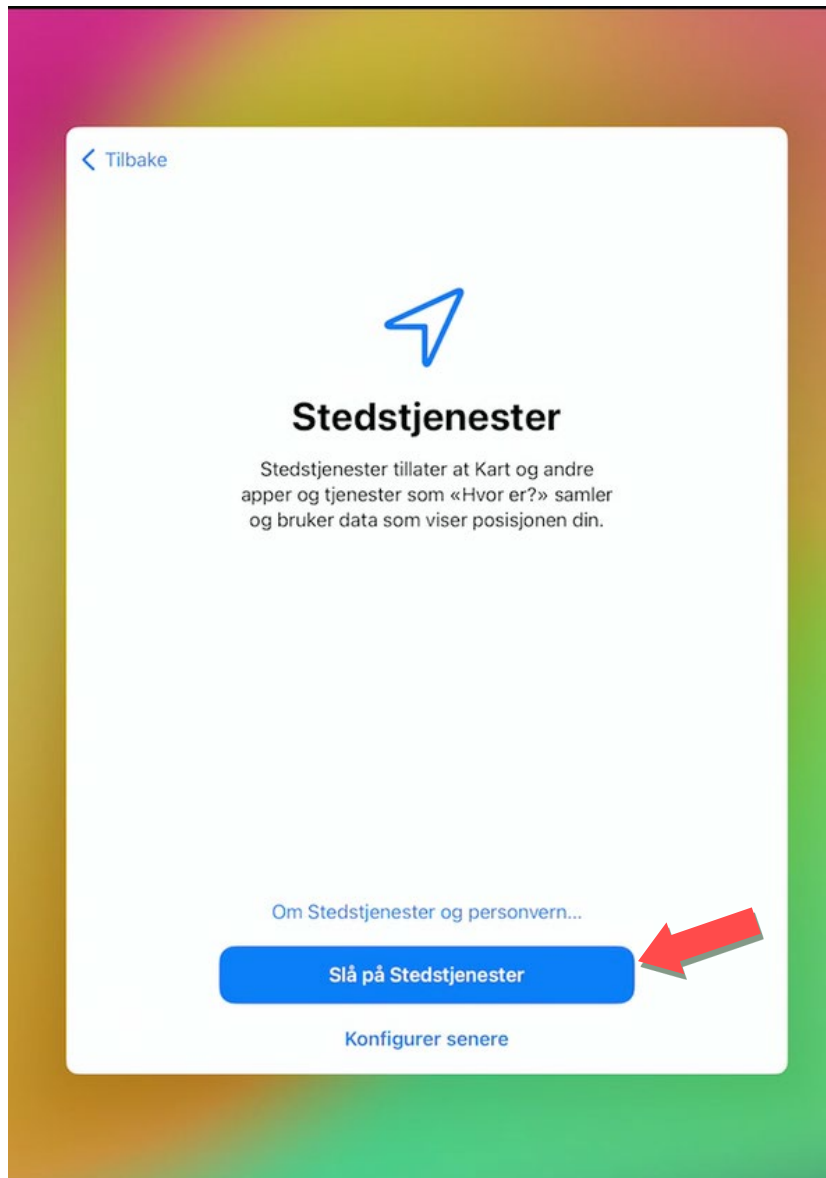 Tilbake
Stedstjenester
Stedstjenester tillater at Kart og andre
apper og tjenester som «Hvor er?» samler
og bruker data som viser posisjonen din.
Om Stedstjenester og personvern...
Slå på Stedstjenester
Konfigurer senere